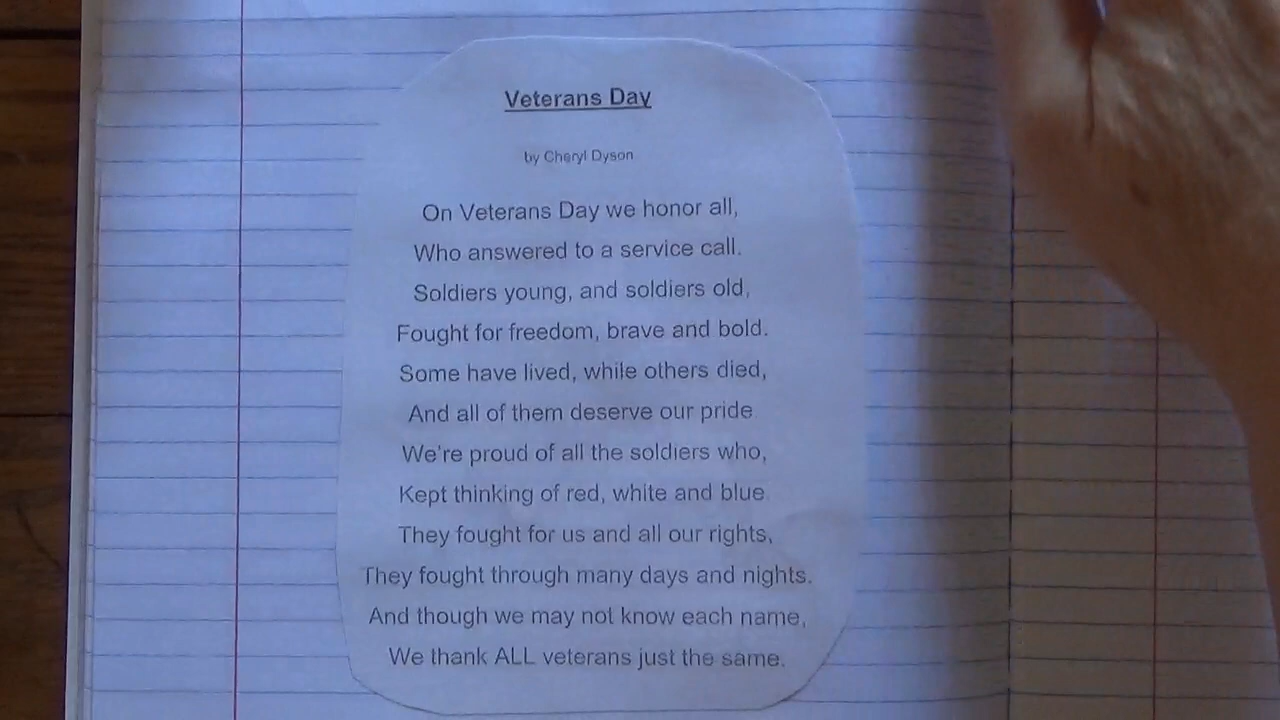 Veterans Day
by Cheryl Dyson
On Veterans Day we honor all,
Who answered to a service call.
Soldiers young, and soldiers old,
Fought for freedom, brave and bold.
Some have lived, while others died,
And all of them deserve our pride.
We're proud of all the soldiers who,
Kept thinking of red, white and blue.
They fought for us and all our rights,
They fought through many days and nights.
And though we may not know each name,
We thank ALL veterans just the same.